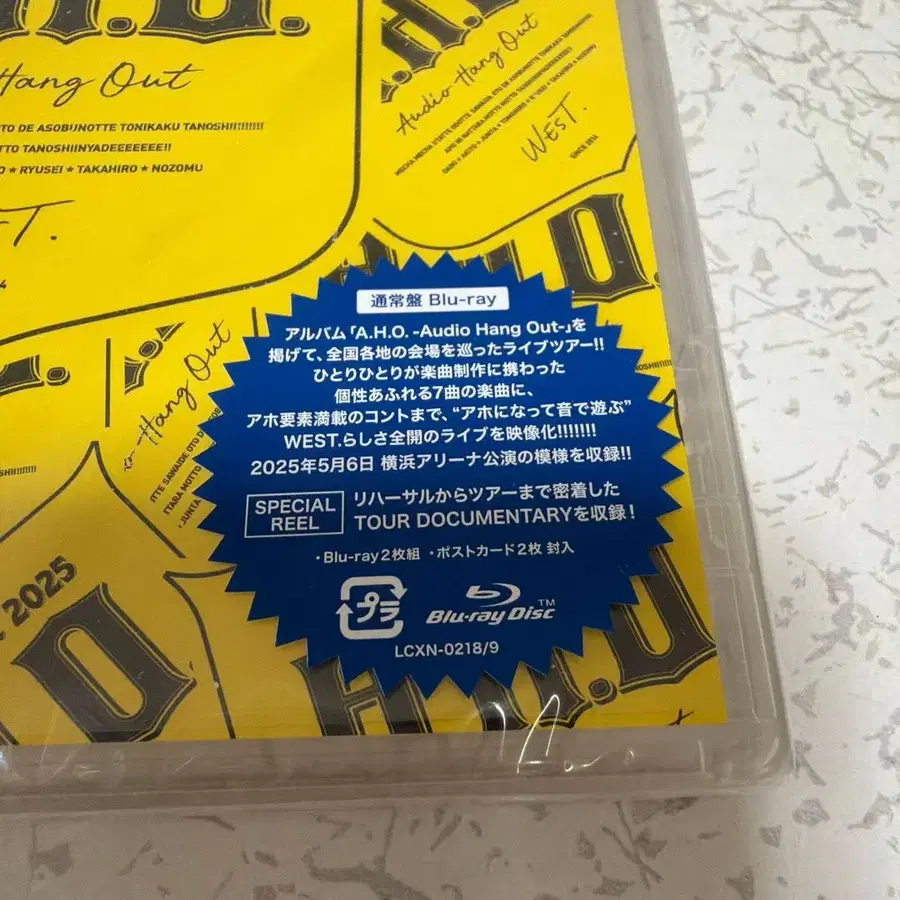 A.H.O.
Hang Out
OTO DE ASOBUNOTTE TONIKAKU TANOSHII!!!!!!!!!
OTTO TANOSHIINYADEEEEEE!!
O ★ RYUSEI ★ TAKAHIRO ★ NOZOMU
EST.
4
A.H.O.
Audio Hang Out
WEST.
SINCE 2014
H.O.
Hang Out
2025
通常盤 Blu-ray
アルバム「A.H.O. -Audio Hang Out-」を
掲げて、全国各地の会場を巡ったライブツアー!!
ひとりひとりが楽曲制作に携わった
個性あふれる7曲の楽曲に、
アホ要素満載のコントまで、“アホになって音で遊ぶ”
WEST.らしさ全開のライブを映像化!!!!!!!
2025年5月6日 横浜アリーナ公演の模様を収録!!
SPECIAL
REEL
リハーサルからツアーまで密着した
TOUR DOCUMENTARYを収録!
・Blu-ray2枚組 ・ポストカード2枚 封入
プラ
Blu-ray Disc™
LCXN-0218/9